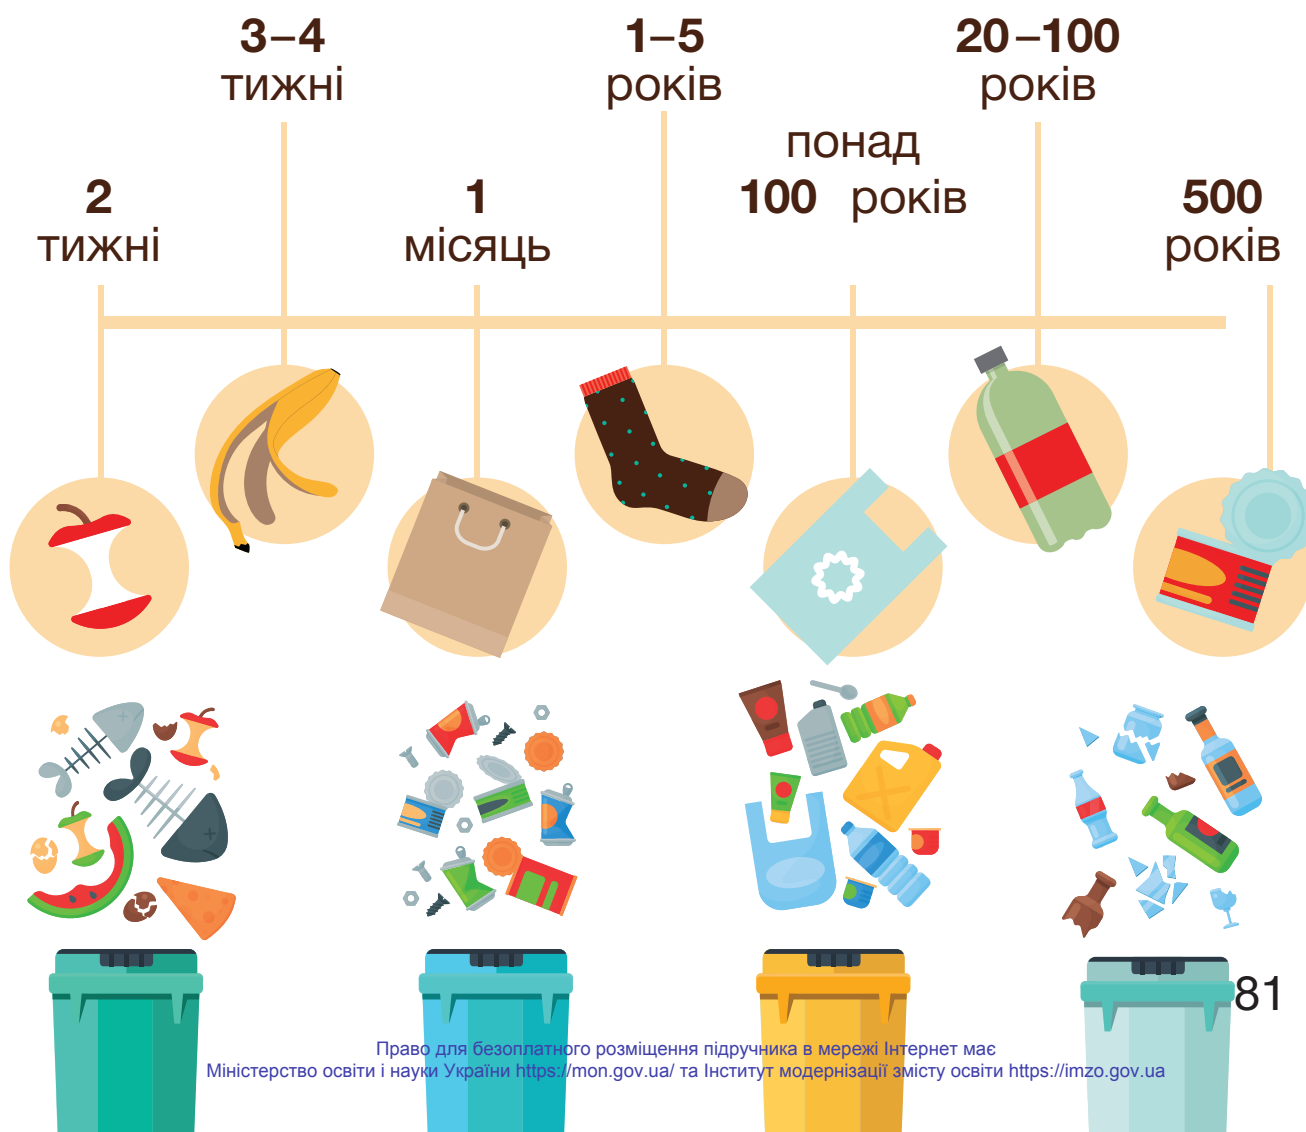 3–4
тижні
1–5
років
20–100
років
понад
100 років
2
тижні
1
місяць
500
років
81
Право для безоплатного розміщення підручника в мережі Інтернет має
Міністерство освіти і науки України https://mon.gov.ua/ та Інститут модернізації змісту освіти https://imzo.gov.ua